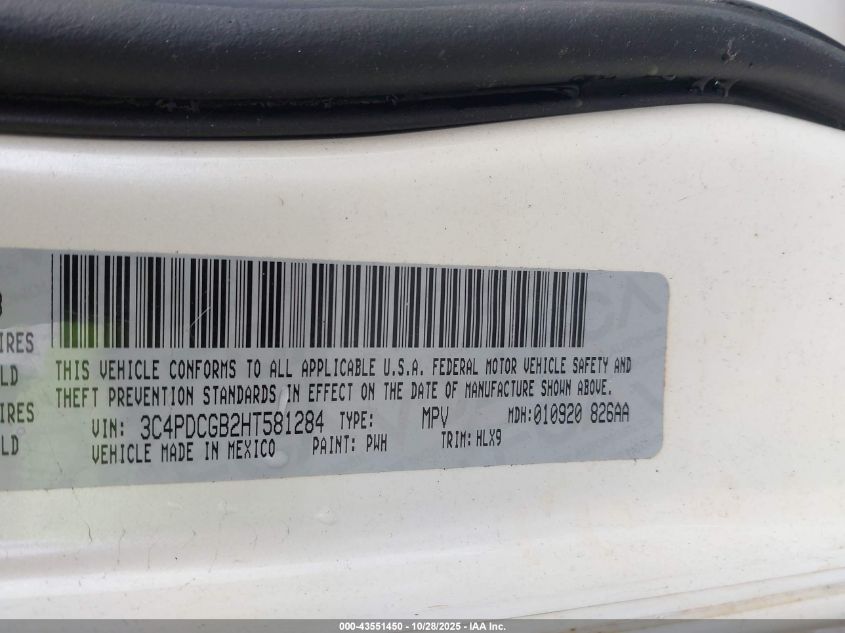 IRES
LD
IRES
LD
THIS VEHICLE CONFORMS TO ALL APPLICABLE U.S.A. FEDERAL MOTOR VEHICLE SAFETY AND
THEFT PREVENTION STANDARDS IN EFFECT ON THE DATE OF MANUFACTURE SHOWN ABOVE.
VIN: 3C4PDCGB2HT581284 TYPE: MPV MDH:010920 826AA
VEHICLE MADE IN MEXICO PAINT: PWH TRIM: HLX9
000-43551450 - 10/28/2025 - IAA Inc.